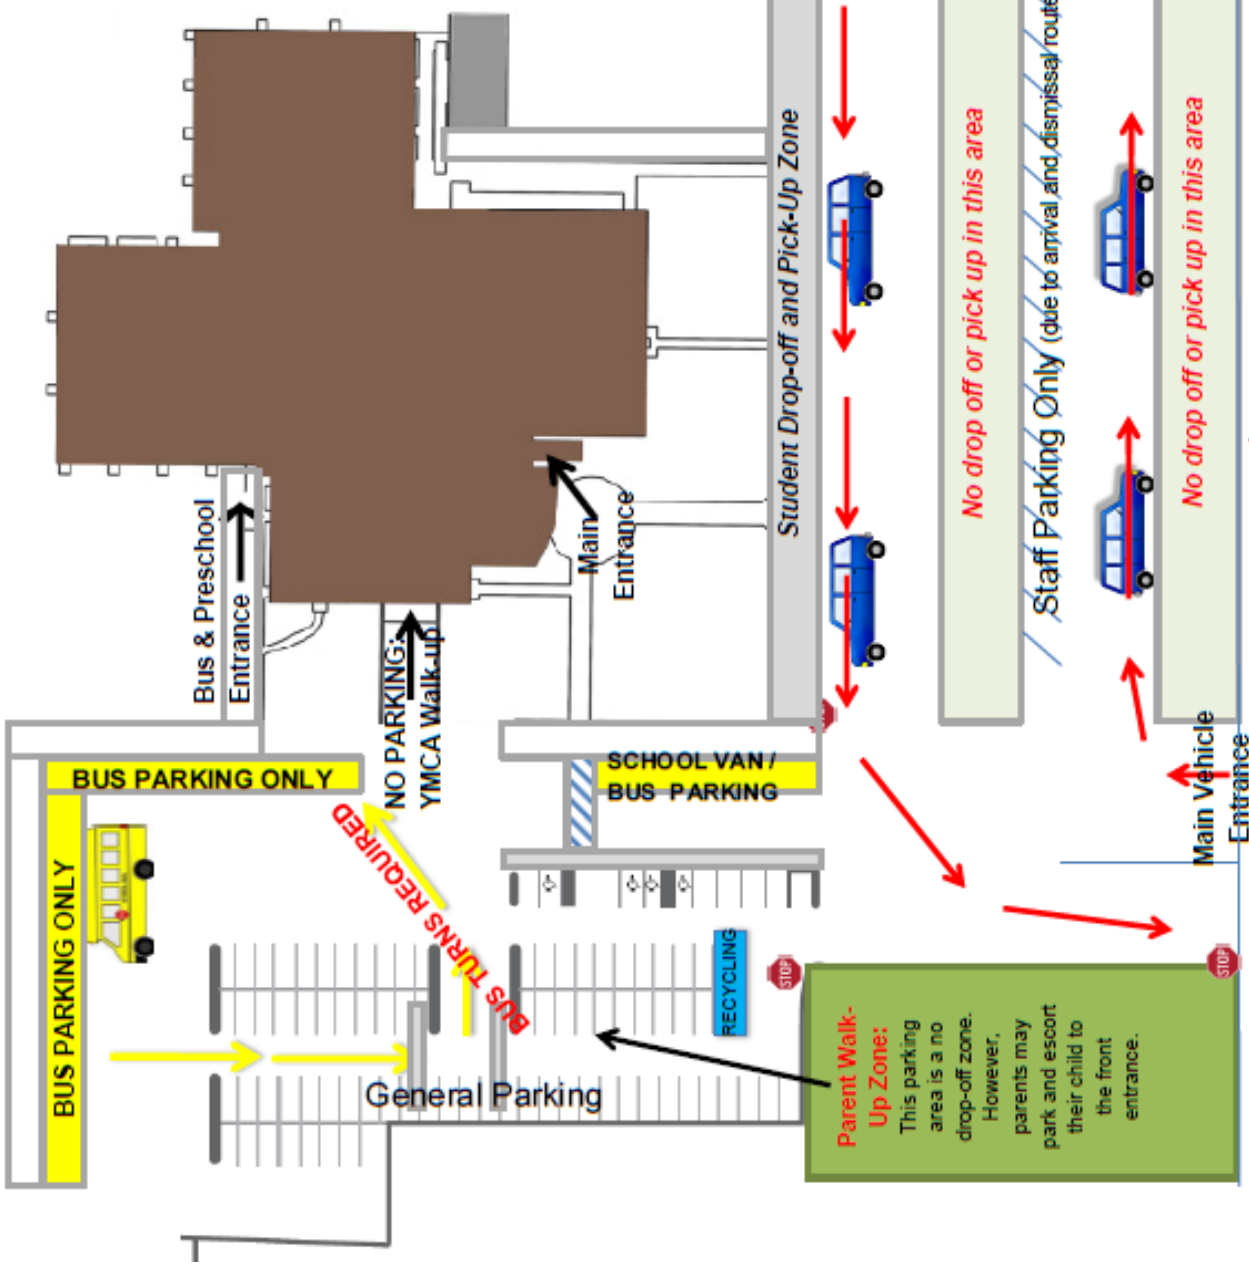 Bus & Preschool
Entrance
NO PARKING:
YMCA Walk-up
Main
Entrance
BUS PARKING ONLY
BUS PARKING ONLY
BUS TURNS REQUIRED
SCHOOL VAN /
BUS PARKING
General Parking
RECYCLING
STOP
STOP
Parent Walk-
Up Zone:
This parking
area is a no
drop-off zone.
However,
parents may
park and escort
their child to
the front
entrance.
Student Drop-off and Pick-Up Zone
No drop off or pick up in this area
Staff Parking Only (due to arrival and dismissal route
No drop off or pick up in this area
Main Vehicle
Entrance